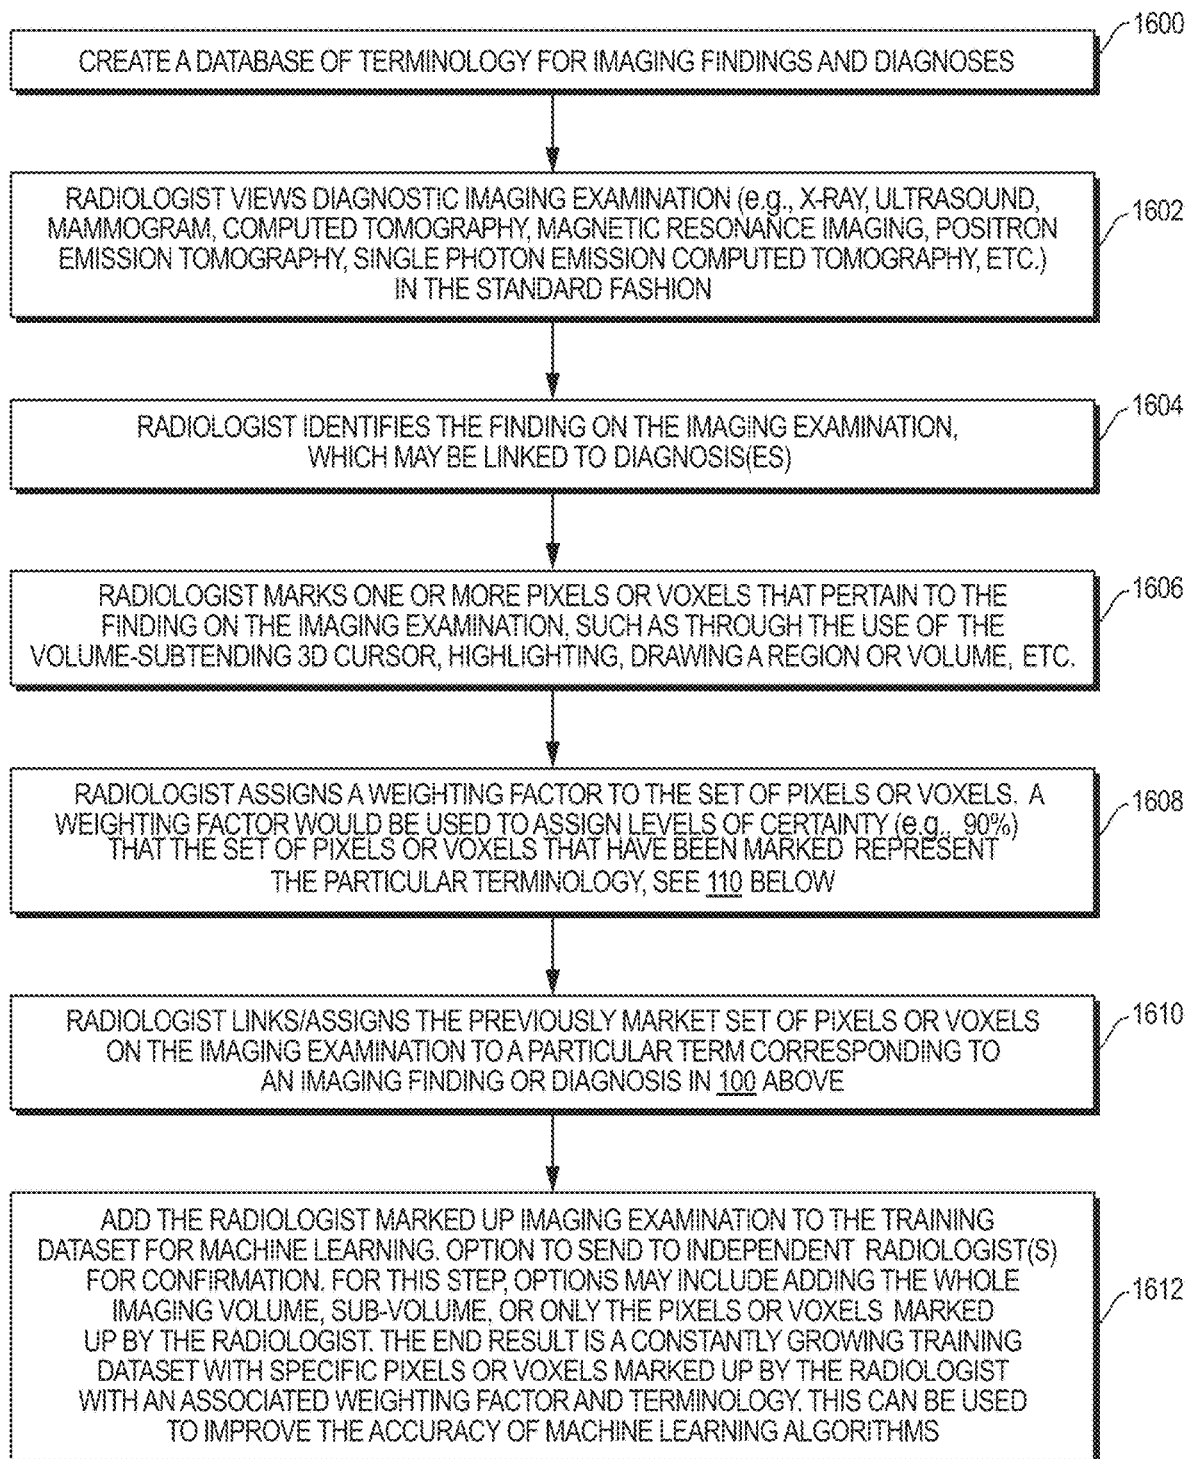 1600
CREATE A DATABASE OF TERMINOLOGY FOR IMAGING FINDINGS AND DIAGNOSES
RADIOLOGIST VIEWS DIAGNOSTIC IMAGING EXAMINATION (e.g., X-RAY, ULTRASOUND,
MAMMOGRAM, COMPUTED TOMOGRAPHY, MAGNETIC RESONANCE IMAGING, POSITRON
EMISSION TOMOGRAPHY, SINGLE PHOTON EMISSION COMPUTED TOMOGRAPHY, ETC.)
IN THE STANDARD FASHION
1602
RADIOLOGIST IDENTIFIES THE FINDING ON THE IMAGING EXAMINATION,
WHICH MAY BE LINKED TO DIAGNOSIS(ES)
1604
RADIOLOGIST MARKS ONE OR MORE PIXELS OR VOXELS THAT PERTAIN TO THE
FINDING ON THE IMAGING EXAMINATION, SUCH AS THROUGH THE USE OF THE
VOLUME-SUBTENDING 3D CURSOR, HIGHLIGHTING, DRAWING A REGION OR VOLUME, ETC.
1606
RADIOLOGIST ASSIGNS A WEIGHTING FACTOR TO THE SET OF PIXELS OR VOXELS. A
WEIGHTING FACTOR WOULD BE USED TO ASSIGN LEVELS OF CERTAINTY (e.g., 90%)
THAT THE SET OF PIXELS OR VOXELS THAT HAVE BEEN MARKED REPRESENT
THE PARTICULAR TERMINOLOGY, SEE 110 BELOW
1608
RADIOLOGIST LINKS/ASSIGNS THE PREVIOUSLY MARKET SET OF PIXELS OR VOXELS
ON THE IMAGING EXAMINATION TO A PARTICULAR TERM CORRESPONDING TO
AN IMAGING FINDING OR DIAGNOSIS IN 100 ABOVE
1610
ADD THE RADIOLOGIST MARKED UP IMAGING EXAMINATION TO THE TRAINING
DATASET FOR MACHINE LEARNING. OPTION TO SEND TO INDEPENDENT RADIOLOGIST(S)
FOR CONFIRMATION. FOR THIS STEP, OPTIONS MAY INCLUDE ADDING THE WHOLE
IMAGING VOLUME, SUB-VOLUME, OR ONLY THE PIXELS OR VOXELS MARKED
UP BY THE RADIOLOGIST. THE END RESULT IS A CONSTANTLY GROWING TRAINING
DATASET WITH SPECIFIC PIXELS OR VOXELS MARKED UP BY THE RADIOLOGIST
WITH AN ASSOCIATED WEIGHTING FACTOR AND TERMINOLOGY. THIS CAN BE USED
TO IMPROVE THE ACCURACY OF MACHINE LEARNING ALGORITHMS
1612